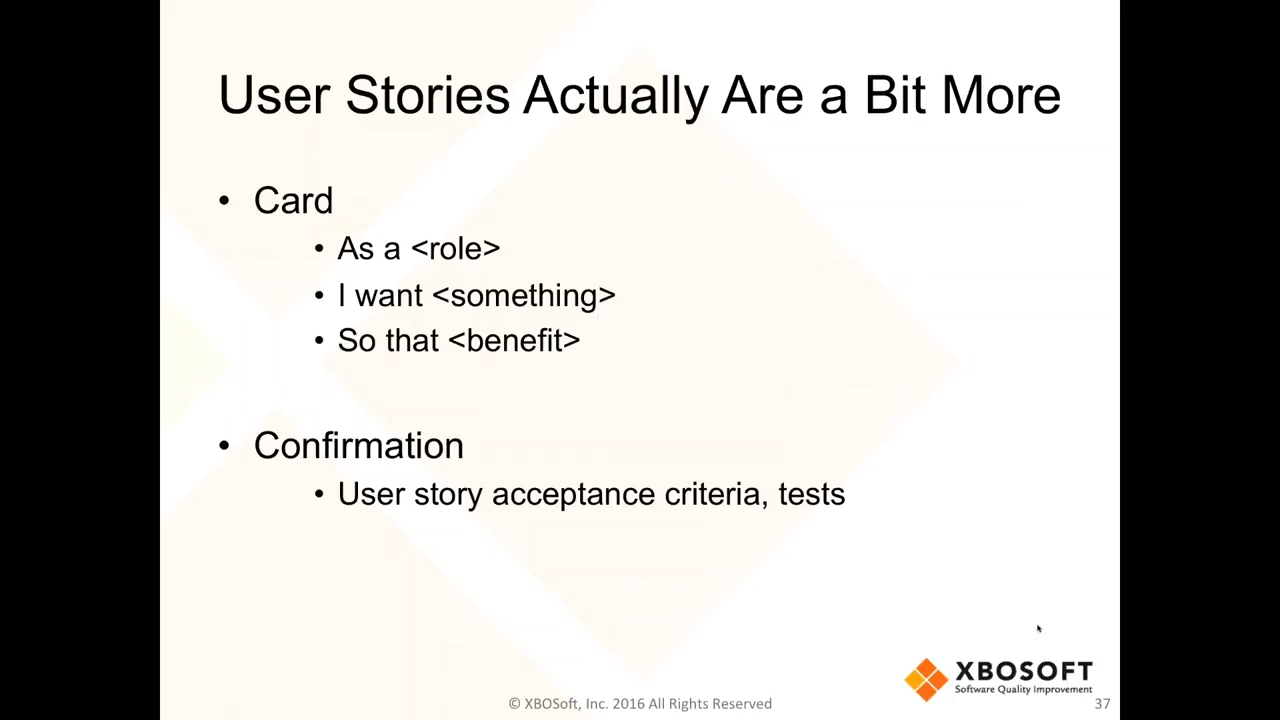 User Stories Actually Are a Bit More
• Card
• As a <role>
• I want <something>
• So that <benefit>
• Confirmation
• User story acceptance criteria, tests
XBOSOFT
Software Quality Improvement
© XBOSoft, Inc. 2016 All Rights Reserved
37